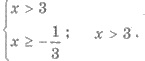 { x > 3
x ≥ -1/3 ; x > 3.